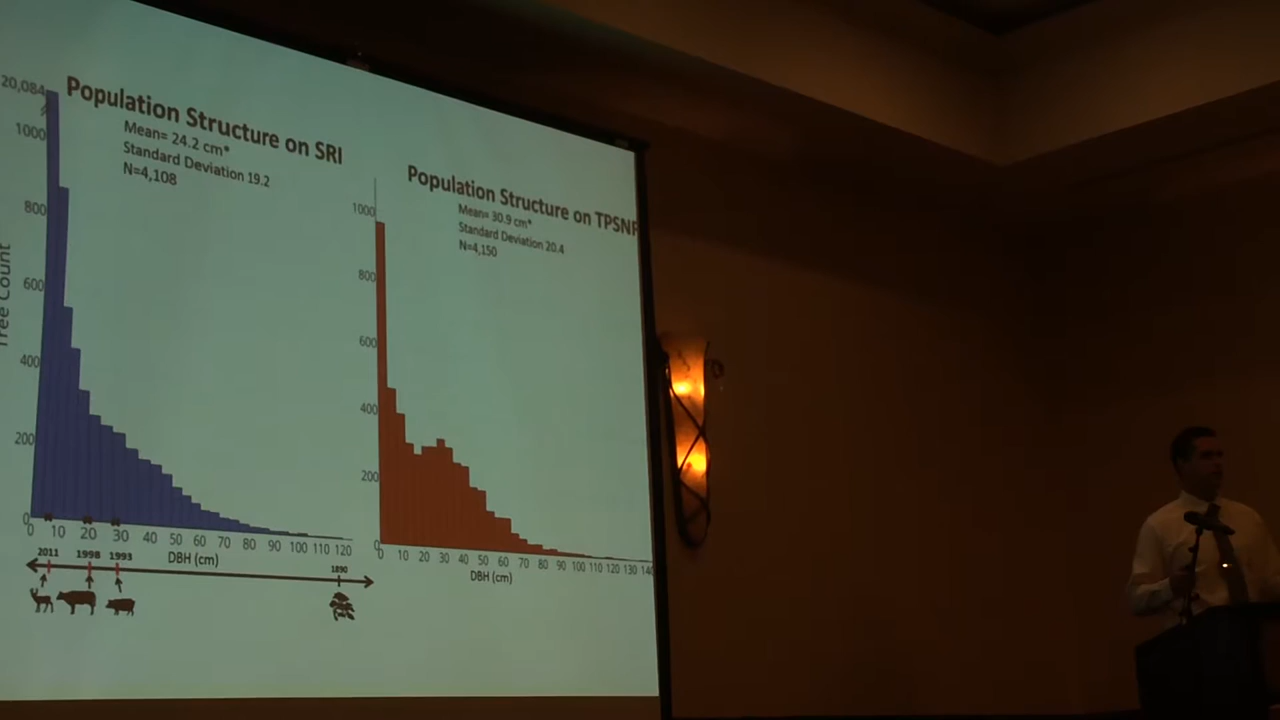 20,084
Population Structure on SRI
Mean= 24.2 cm*
Standard Deviation 19.2
N=4,108
1000
800
600
400
200
0
Tree Count
0 10 20 30 40 50 60 70 80 90 100 110 120
DBH (cm)
2011 1998 1993 1890
Population Structure on TPSNR
Mean= 30.9 cm*
Standard Deviation 20.4
N=4,150
1000
800
600
400
200
0
0 10 20 30 40 50 60 70 80 90 100 110 120 130 140
DBH (cm)